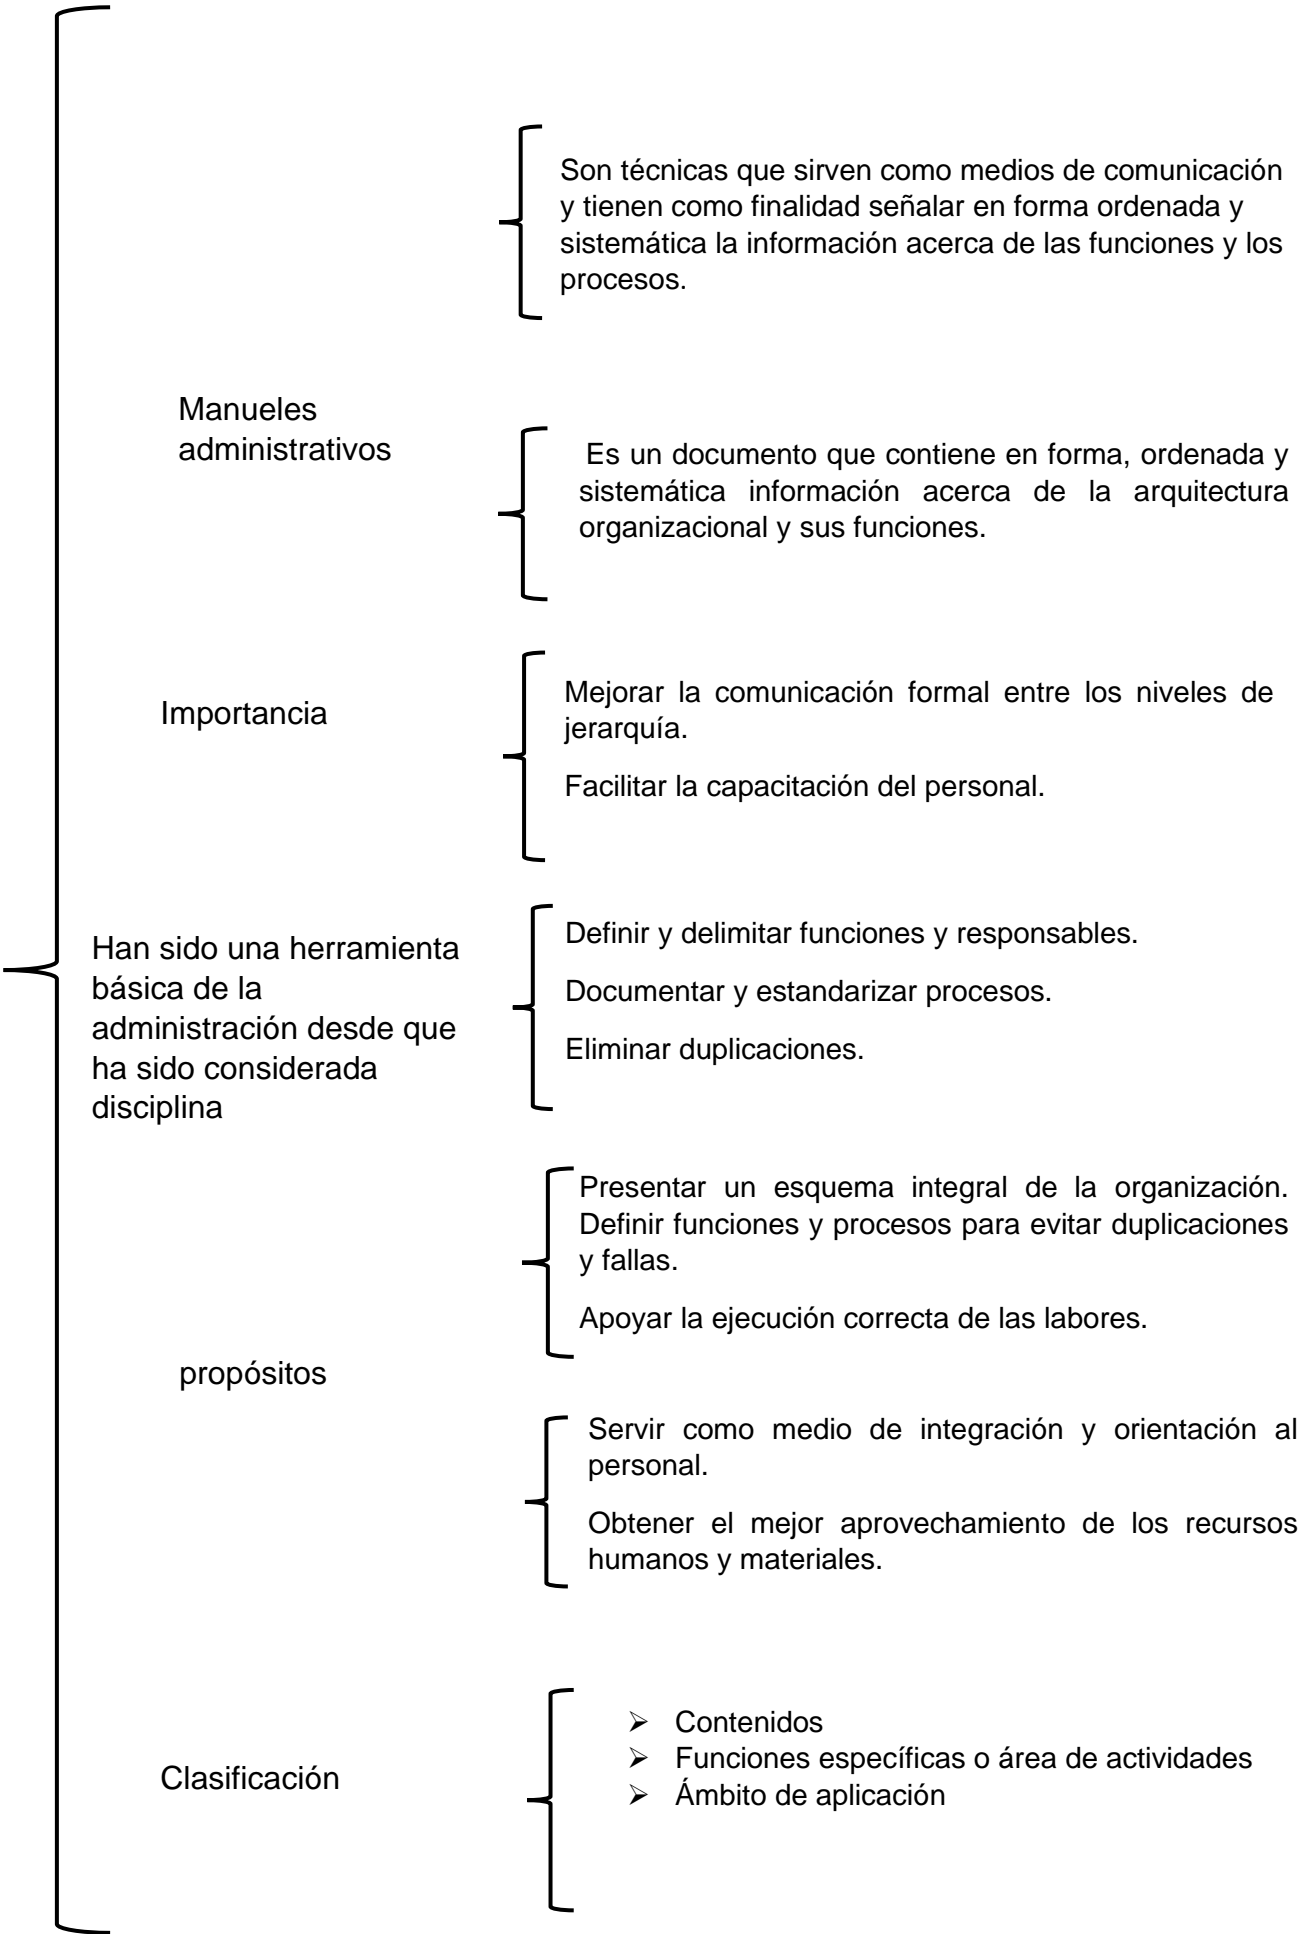 Son técnicas que sirven como medios de comunicación
y tienen como finalidad señalar en forma ordenada y
sistemática la información acerca de las funciones y los
procesos.
Manueles
administrativos
Es un documento que contiene en forma, ordenada y
sistemática información acerca de la arquitectura
organizacional y sus funciones.
Importancia
Mejorar la comunicación formal entre los niveles de
jerarquía.
Facilitar la capacitación del personal.
Han sido una herramienta
básica de la
administración desde que
ha sido considerada
disciplina
Definir y delimitar funciones y responsables.
Documentar y estandarizar procesos.
Eliminar duplicaciones.
propósitos
Presentar un esquema integral de la organización.
Definir funciones y procesos para evitar duplicaciones
y fallas.
Apoyar la ejecución correcta de las labores.
Servir como medio de integración y orientación al
personal.
Obtener el mejor aprovechamiento de los recursos
humanos y materiales.
Clasificación
➢ Contenidos
➢ Funciones específicas o área de actividades
➢ Ámbito de aplicación